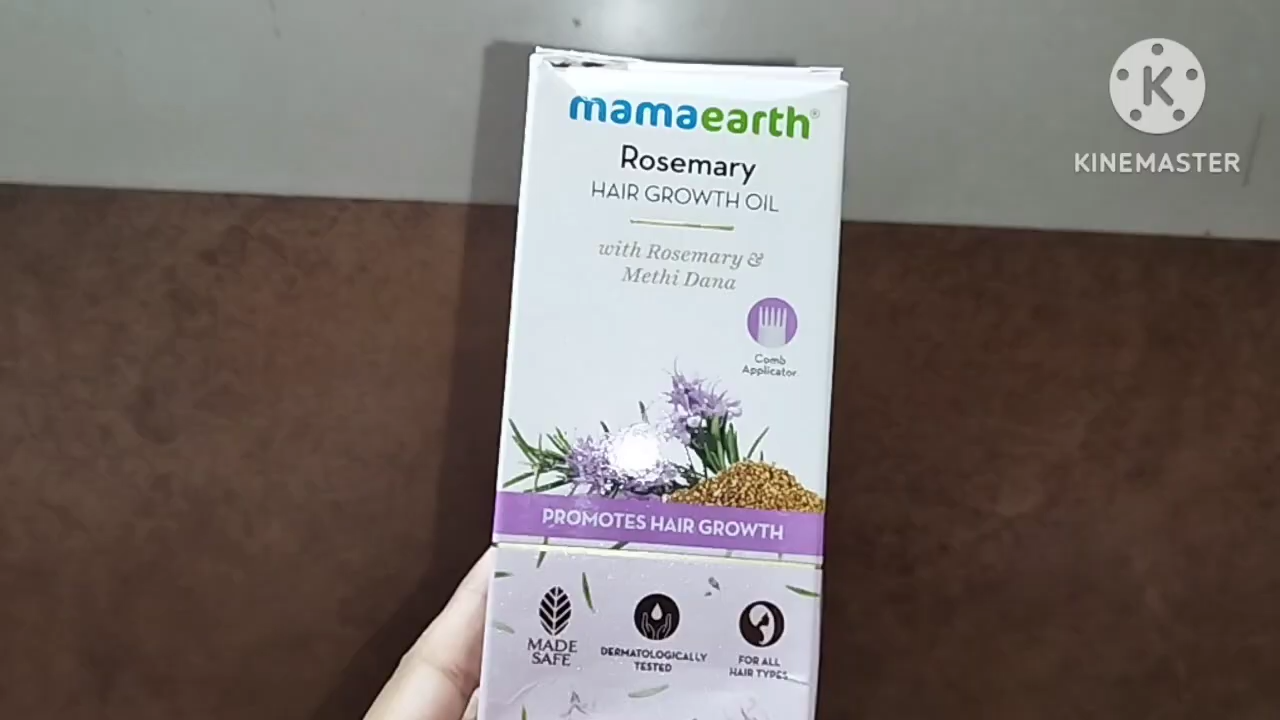 mamaearth®
Rosemary
HAIR GROWTH OIL
with Rosemary &
Methi Dana
Comb
Applicator
PROMOTES HAIR GROWTH
MADE
SAFE
DERMATOLOGICALLY
TESTED
FOR ALL
HAIR TYPES
K
KINEMASTER